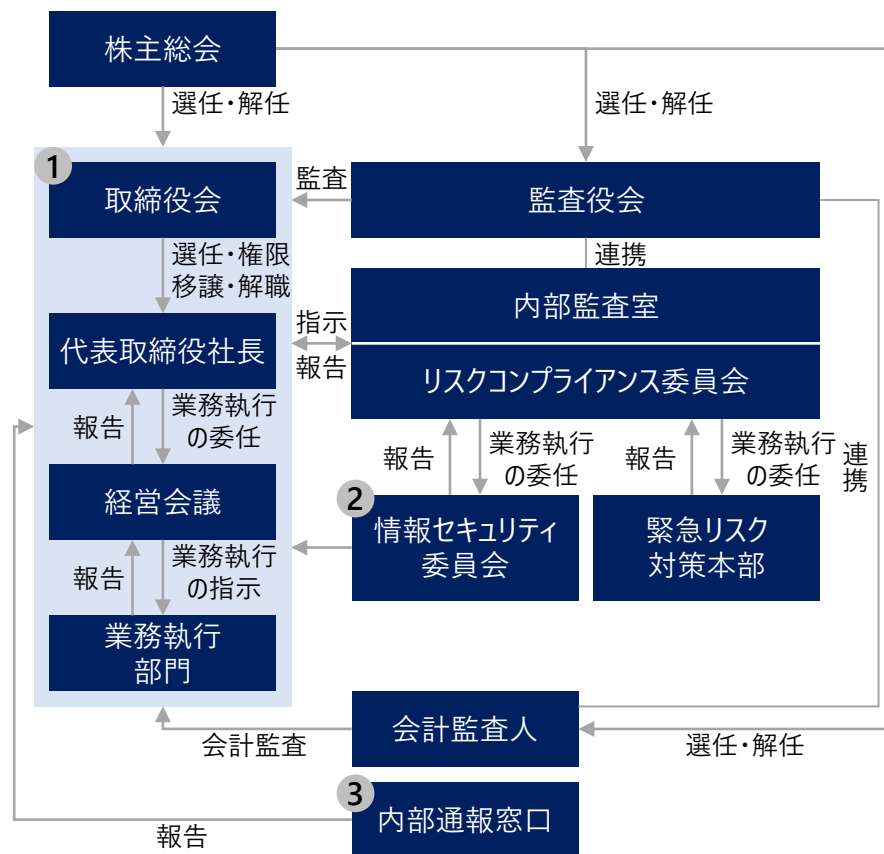 株主総会
選任・解任
選任・解任
1
取締役会
監査
監査役会
選任・権限
移譲・解職
連携
内部監査室
指示
代表取締役社長
報告
リスクコンプライアンス委員会
報告
業務執行
の委任
報告
業務執行
の委任
報告
業務執行
の委任
連携
経営会議
2
情報セキュリティ
委員会
緊急リスク
対策本部
報告
業務執行
の指示
業務執行
部門
会計監査
会計監査人
選任・解任
3
内部通報窓口
報告